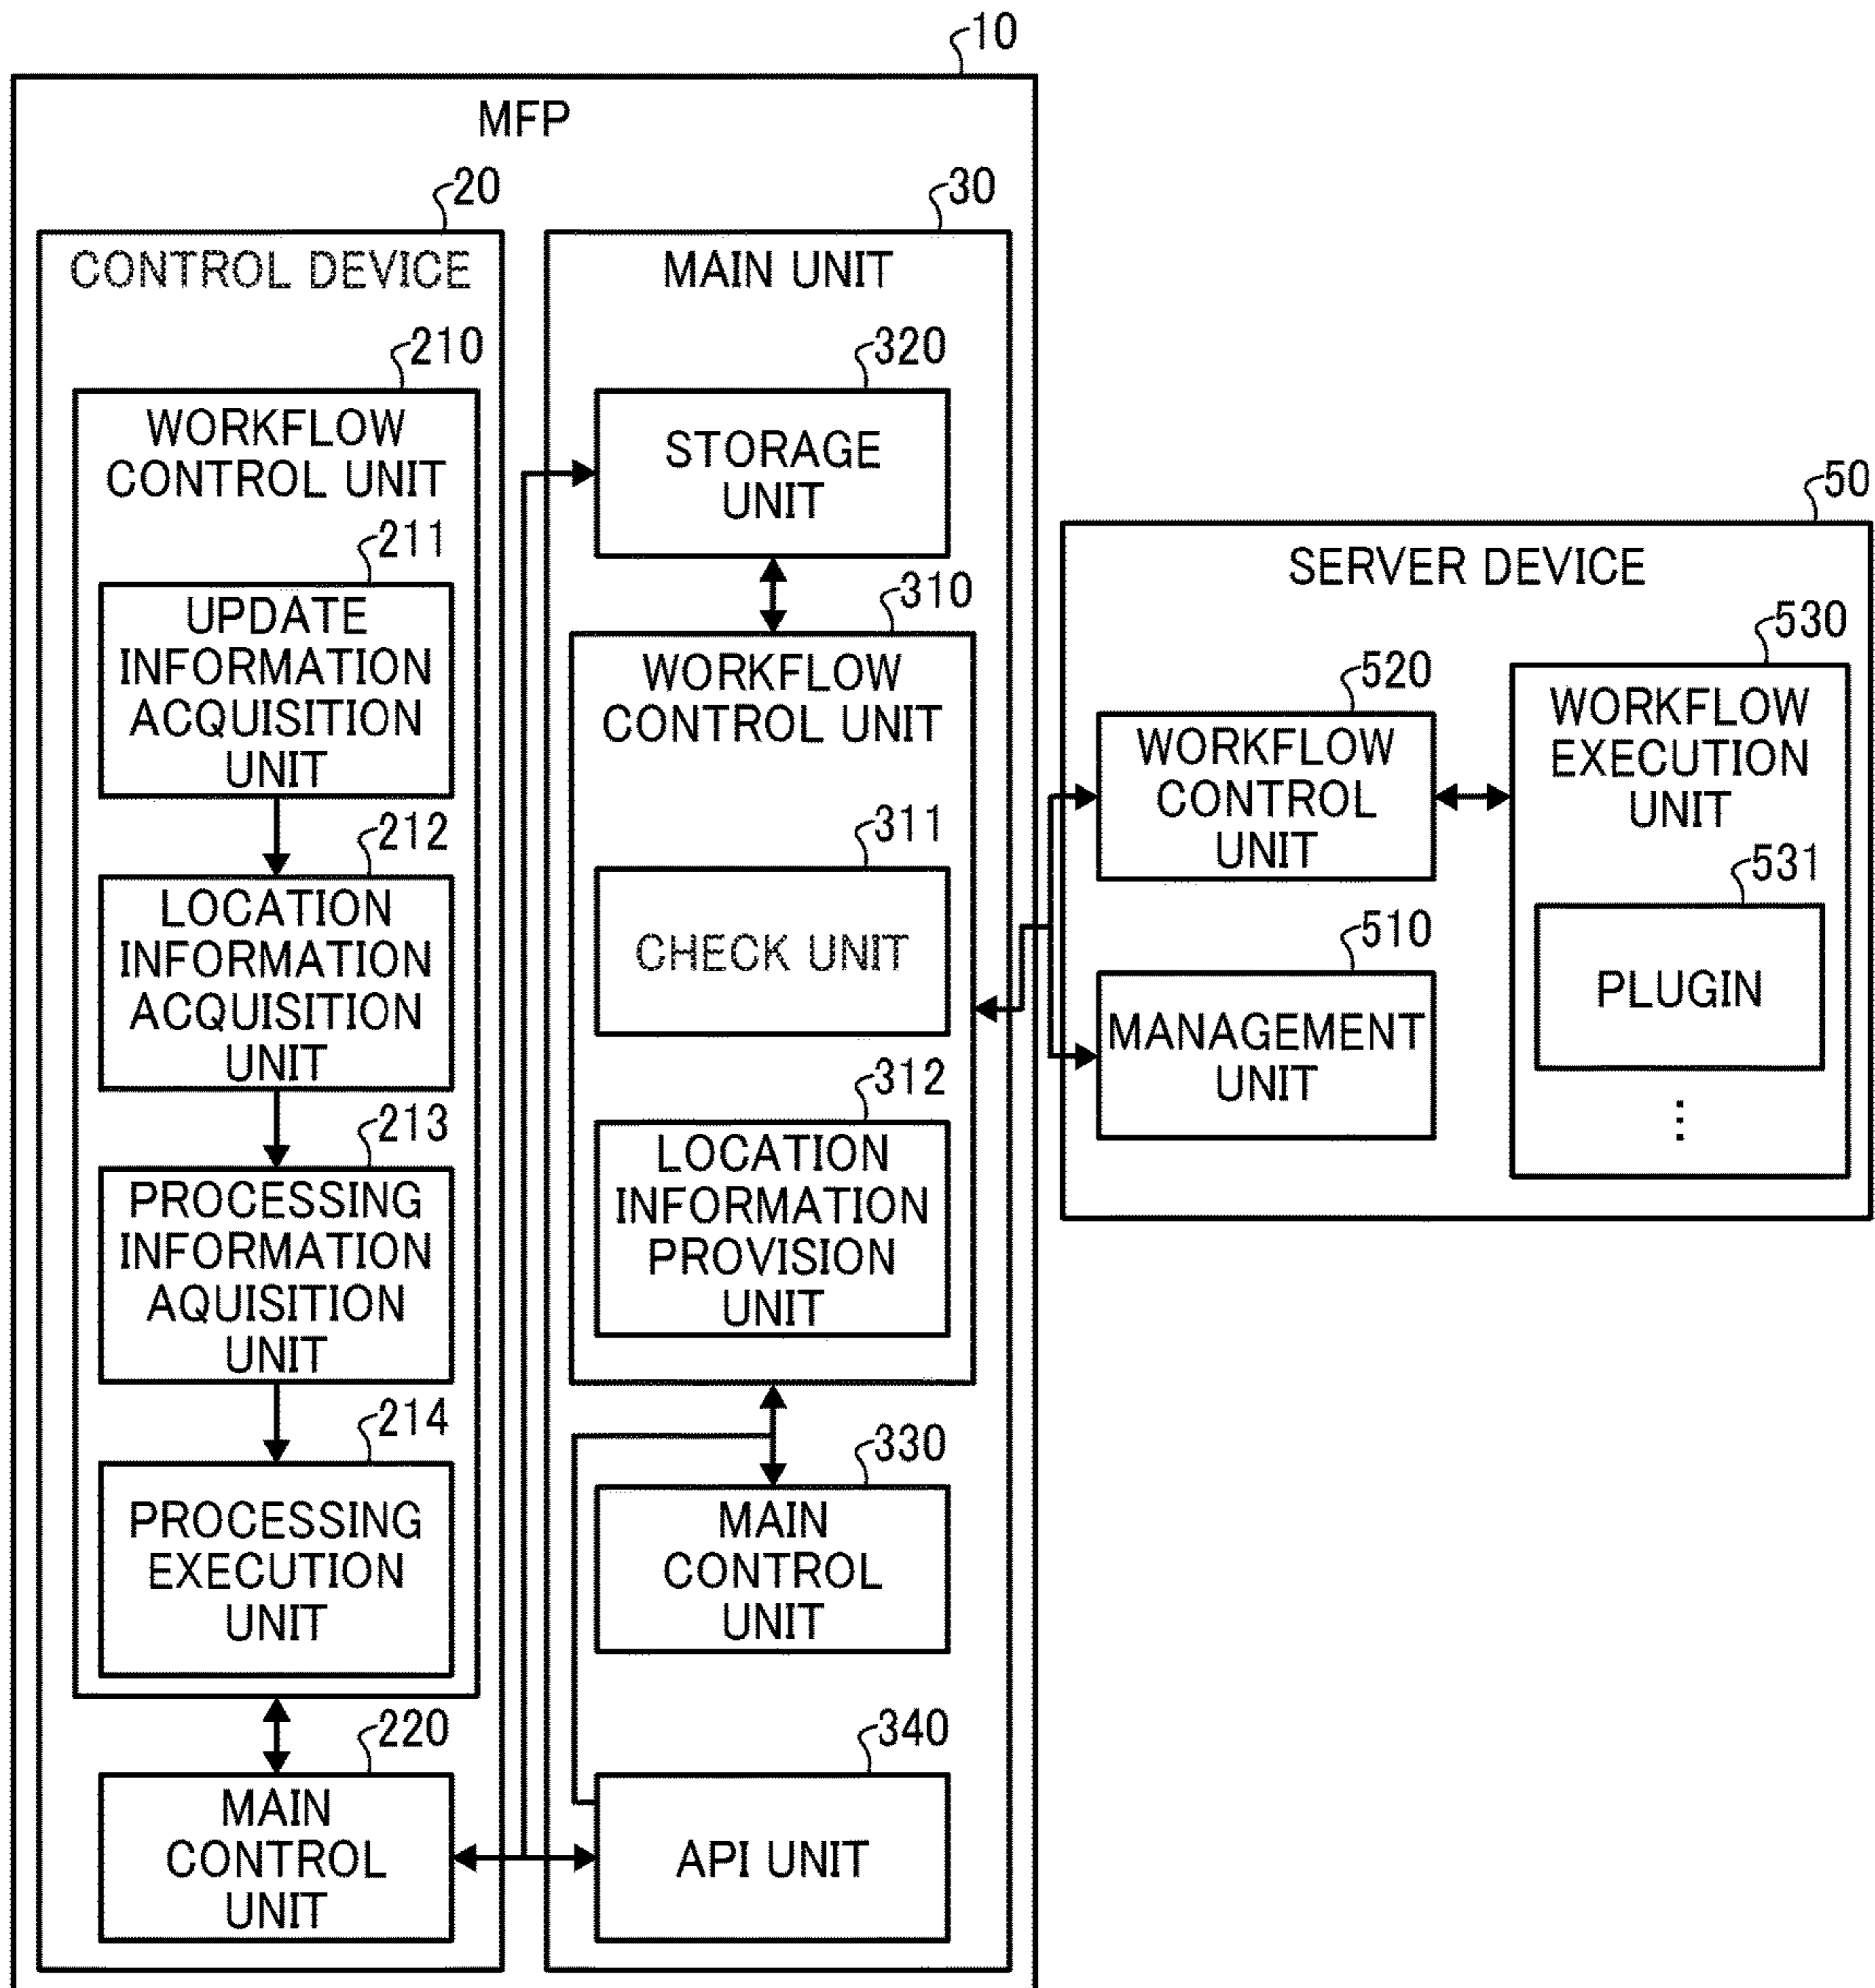 10
MFP
20
CONTROL DEVICE
210
WORKFLOW
CONTROL UNIT
211
UPDATE
INFORMATION
ACQUISITION
UNIT
212
LOCATION
INFORMATION
ACQUISITION
UNIT
213
PROCESSING
INFORMATION
AQUISITION
UNIT
214
PROCESSING
EXECUTION
UNIT
220
MAIN
CONTROL
UNIT
30
MAIN UNIT
320
STORAGE
UNIT
310
WORKFLOW
CONTROL UNIT
311
CHECK UNIT
312
LOCATION
INFORMATION
PROVISION
UNIT
330
MAIN
CONTROL
UNIT
340
API UNIT
50
SERVER DEVICE
520
WORKFLOW
CONTROL
UNIT
510
MANAGEMENT
UNIT
530
WORKFLOW
EXECUTION
UNIT
531
PLUGIN
⋮